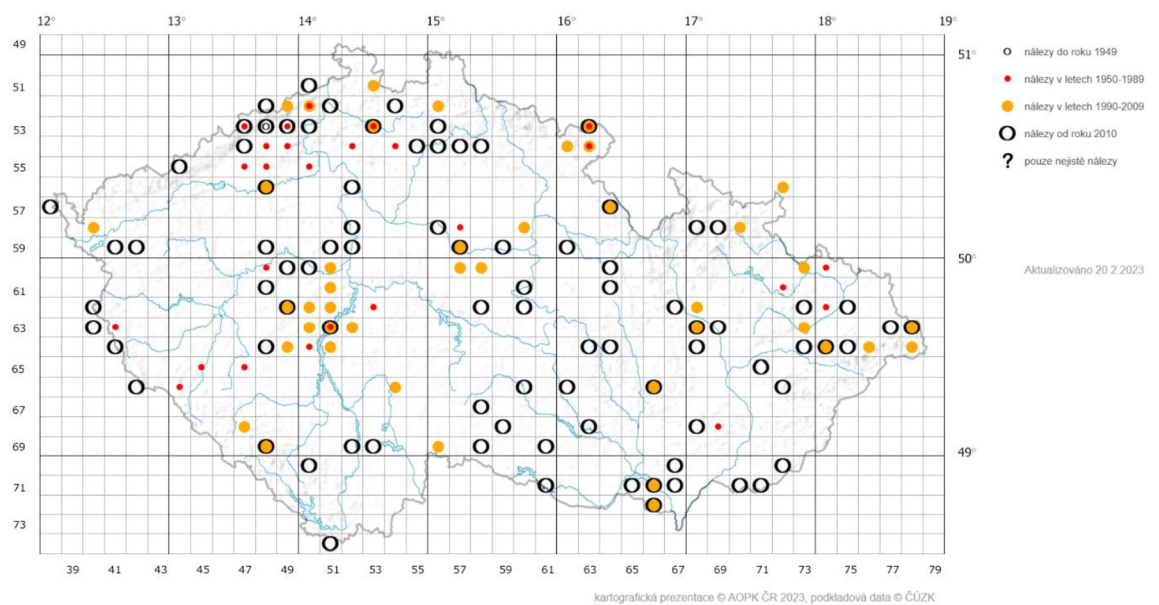 12° 13° 14° 15° 16° 17° 18° 19°
49 51°
nálezy do roku 1949
51
nálezy v letech 1950-1989
nálezy v letech 1990-2009
53
nálezy od roku 2010
55
? pouze nejisté nálezy
57
59
50°
Aktualizováno 20.2.2023
61
63
65
67
69
49°
71
73
39 41 45 47 49 51 53 55 57 59 61 63 65 67 69 71 73 75 77 79
kartografická prezentace © AOPK ČR 2023, podkladová data © ČÚZK